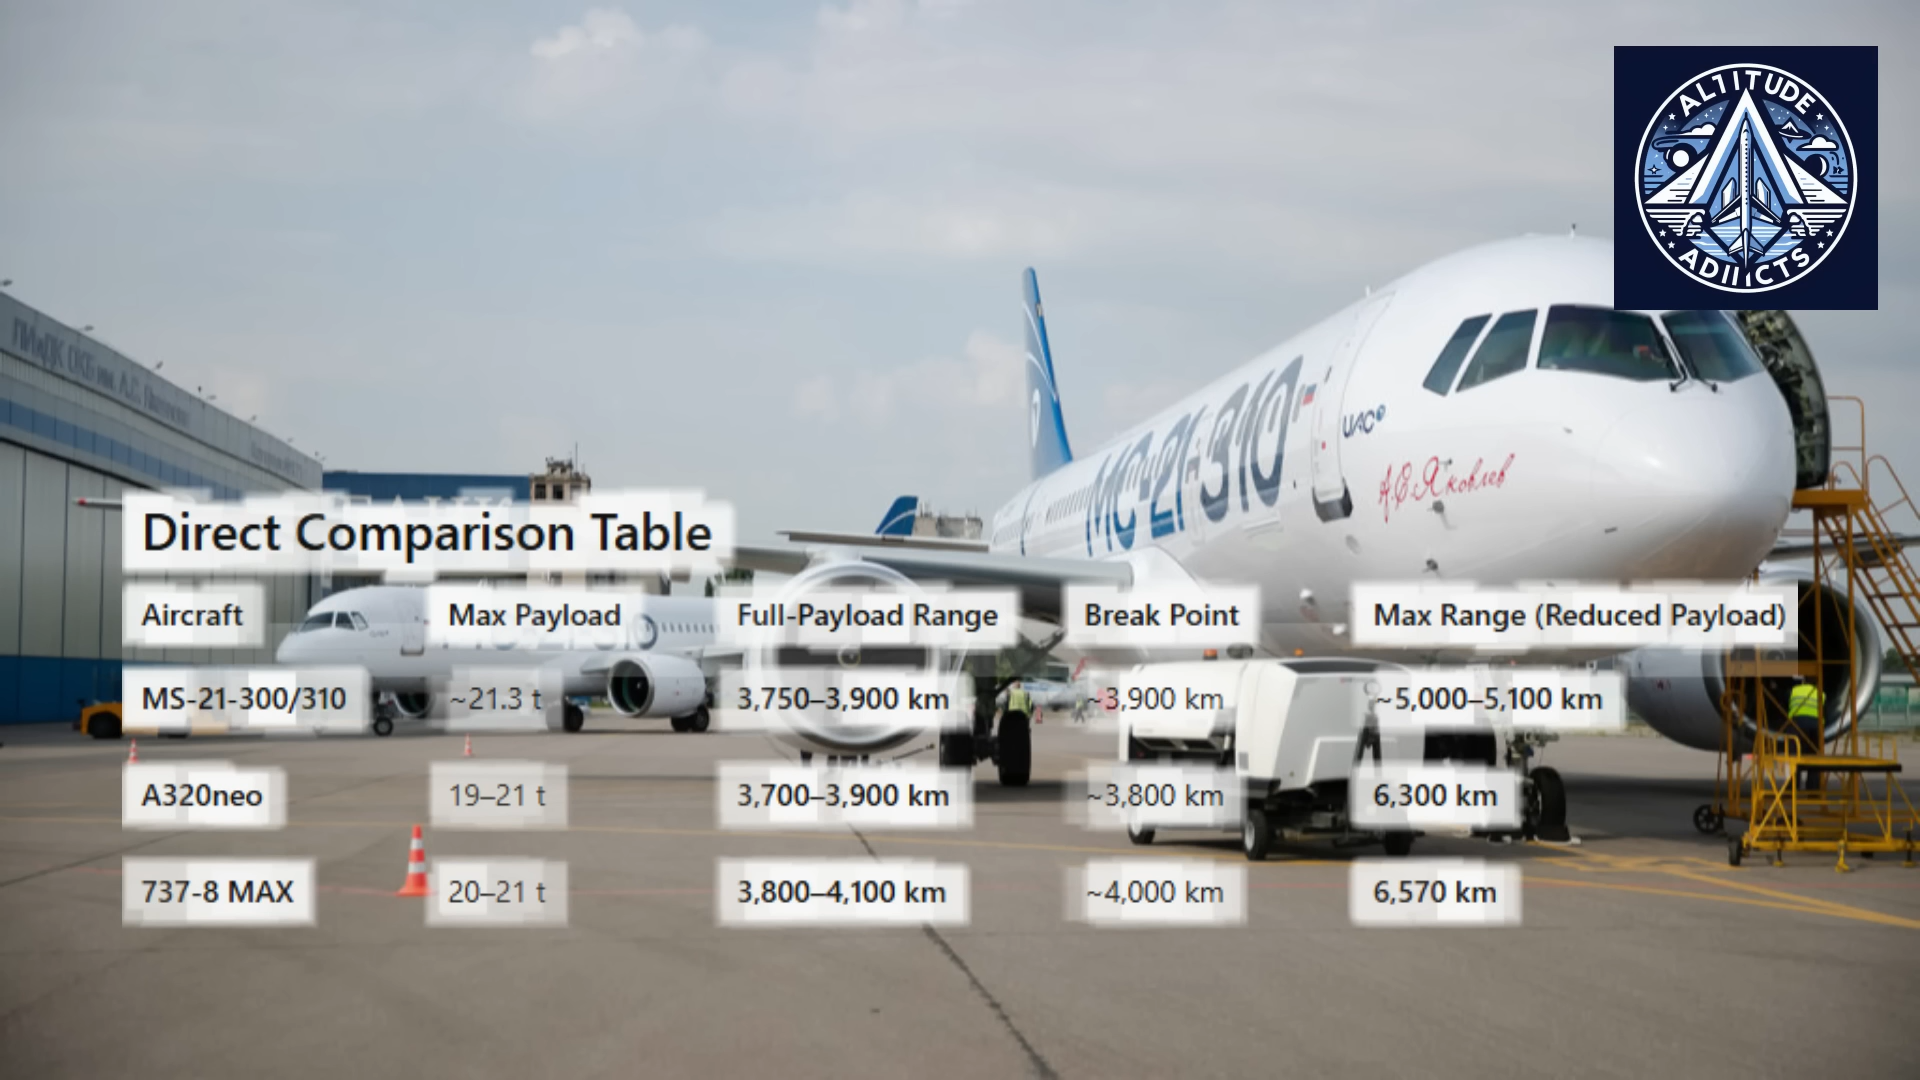 ALTITUDE
ADIIICTS
UAC
MC-21-310
А.С.Яковлев
Direct Comparison Table
Aircraft Max Payload Full-Payload Range Break Point Max Range (Reduced Payload)
MS-21-300/310 ~21.3 t 3,750–3,900 km ~3,900 km ~5,000–5,100 km
A320neo 19–21 t 3,700–3,900 km ~3,800 km 6,300 km
737-8 MAX 20–21 t 3,800–4,100 km ~4,000 km 6,570 km